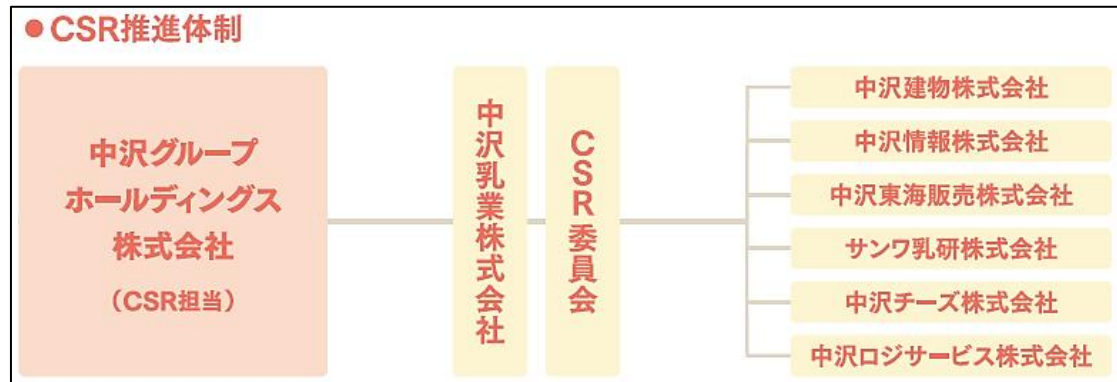 ●CSR推進体制
中沢グループ
ホールディングス
株式会社
（CSR担当）
中沢乳業株式会社
CSR委員会
中沢建物株式会社
中沢情報株式会社
中沢東海販売株式会社
サンワ乳研株式会社
中沢チーズ株式会社
中沢ロジサービス株式会社